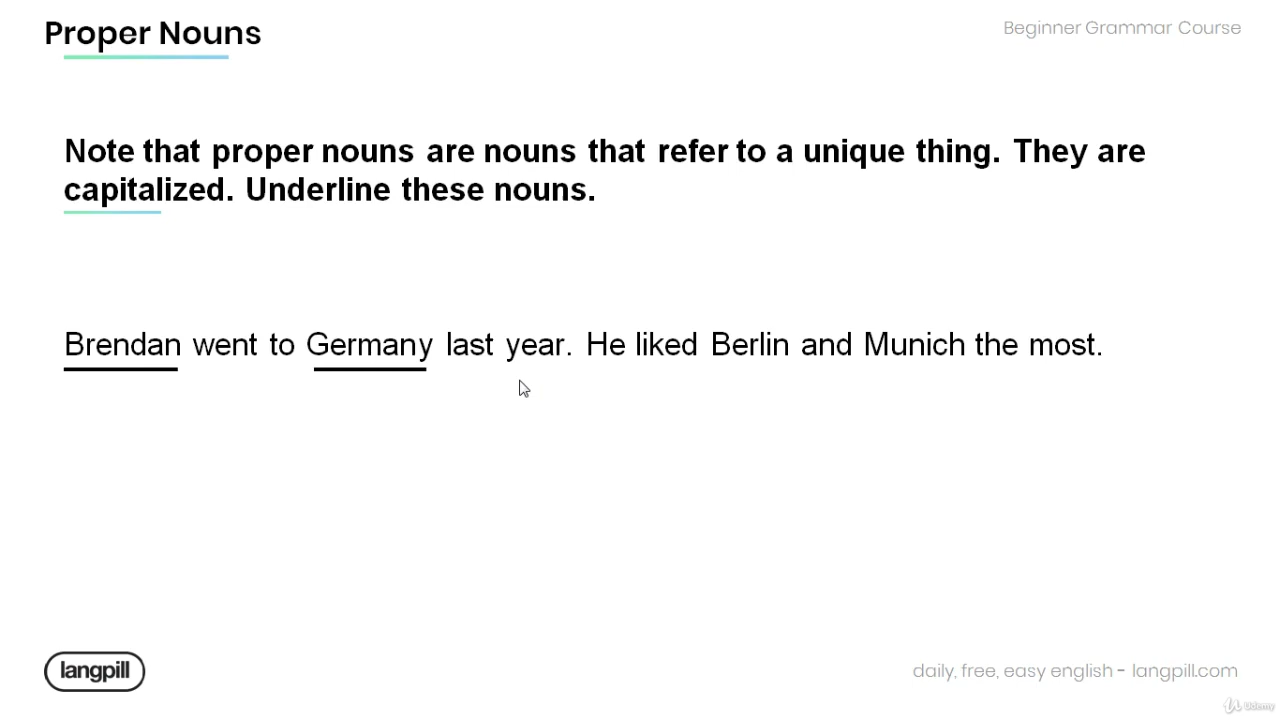 Proper Nouns
Beginner Grammar Course
Note that proper nouns are nouns that refer to a unique thing. They are
capitalized. Underline these nouns.
Brendan went to Germany last year. He liked Berlin and Munich the most.
langpill
daily, free, easy english - langpill.com
Udemy